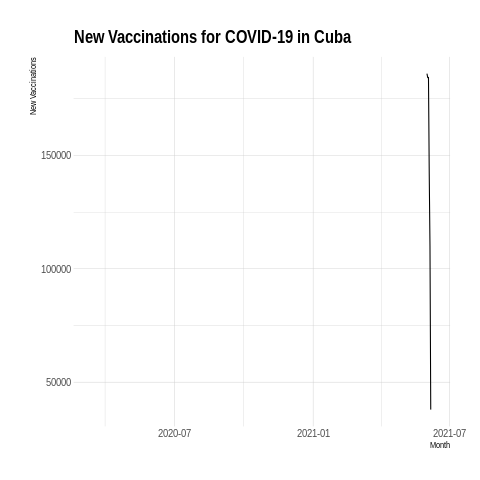 New Vaccinations for COVID-19 in Cuba
New Vaccinations
150000
100000
50000
2020-07 2021-01 2021-07
Month